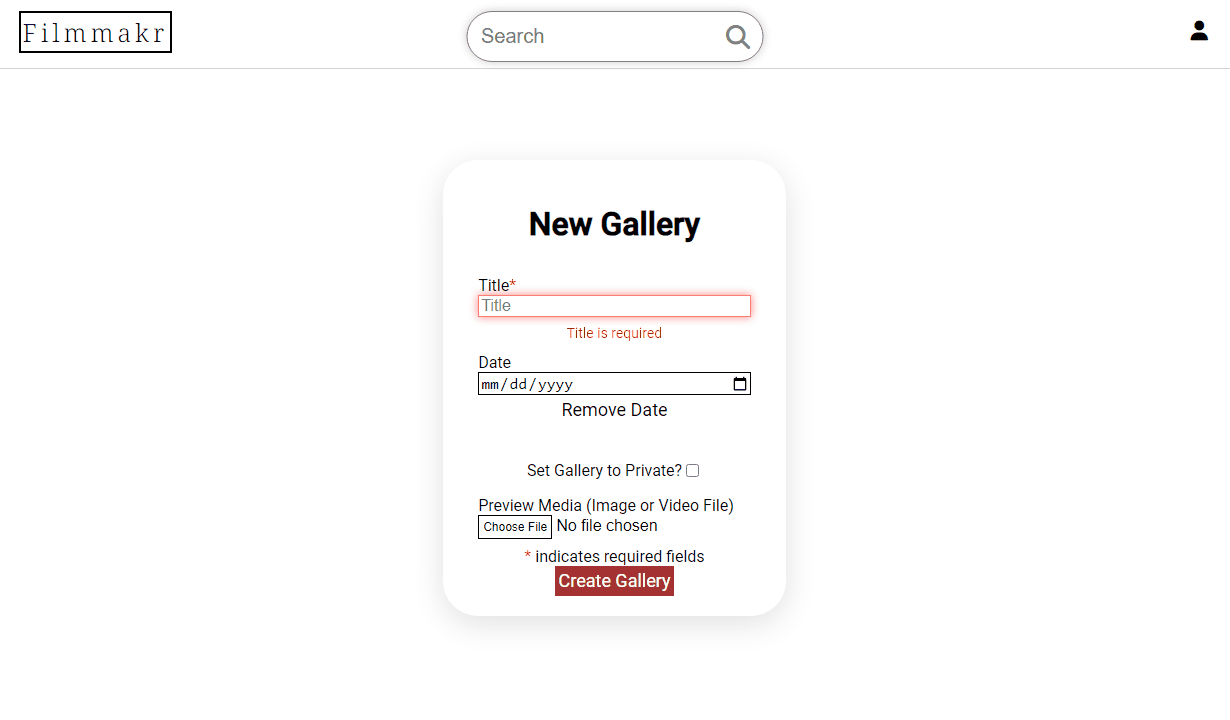 Filmmakr
Search
New Gallery
Title*
Title
Title is required
Date
mm/dd/yyyy
Remove Date
Set Gallery to Private?
Preview Media (Image or Video File)
Choose File No file chosen
* indicates required fields
Create Gallery